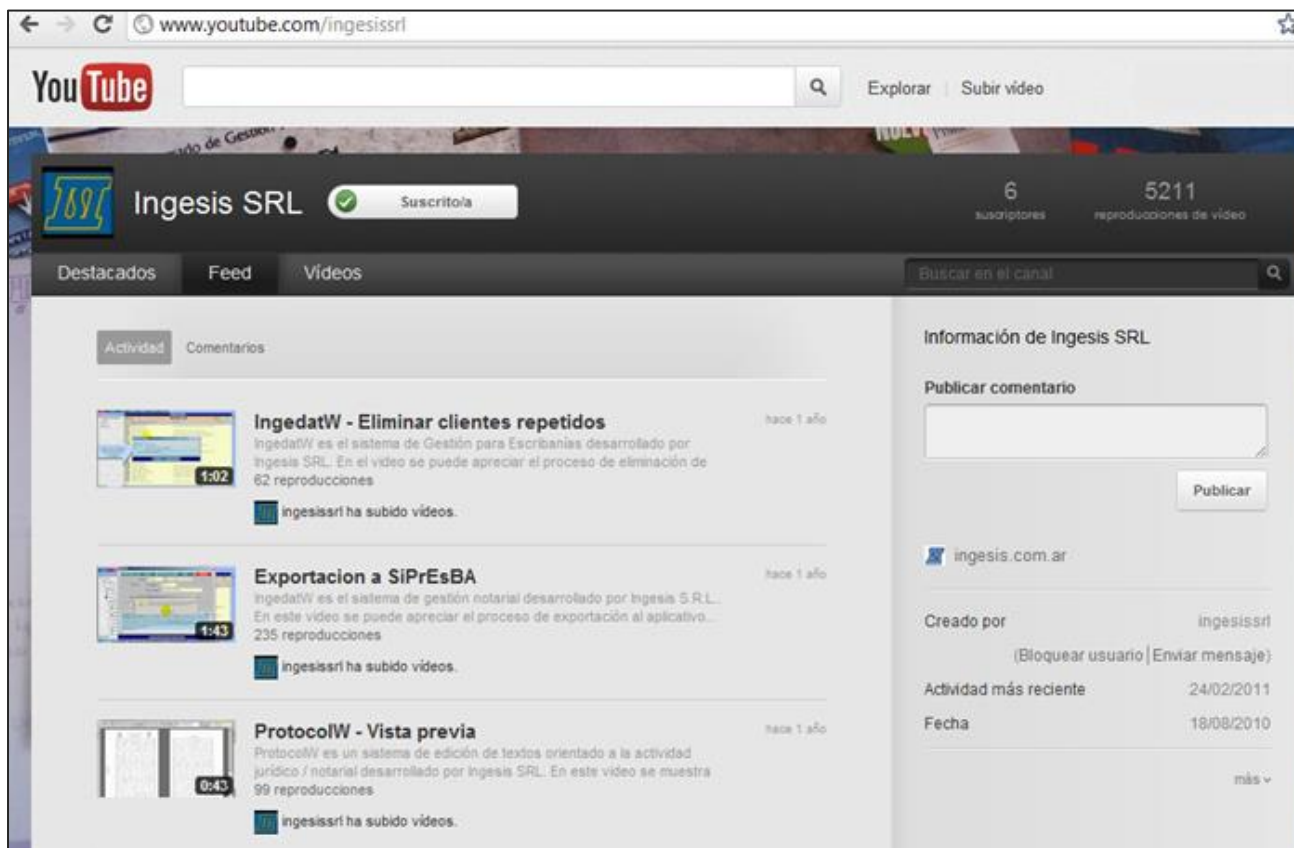 www.youtube.com/ingesissrl
YouTube
Explorar Subir vídeo
Ingesis SRL Suscrito/a
6 5211
suscriptores reproducciones de vídeo
Destacados Feed Vídeos Buscar en el canal
Actividad Comentarios
IngedatW - Eliminar clientes repetidos hace 1 año
IngedatW es el sistema de Gestión para Escribanías desarrollado por
Ingesis SRL. En el video se puede apreciar el proceso de eliminación de
62 reproducciones
1:02
ingesissrl ha subido vídeos.
Exportacion a SiPrEsBA hace 1 año
IngedatW es el sistema de gestión notarial desarrollado por Ingesis S.R.L..
En este video se puede apreciar el proceso de exportación al aplicativo...
235 reproducciones
1:43
ingesissrl ha subido vídeos.
ProtocolW - Vista previa hace 1 año
ProtocolW es un sistema de edición de textos orientado a la actividad
jurídico / notarial desarrollado por Ingesis SRL. En este video se muestra
99 reproducciones
0:43
ingesissrl ha subido vídeos.
Información de Ingesis SRL
Publicar comentario
Publicar
ingesis.com.ar
Creado por ingesissrl
(Bloquear usuario|Enviar mensaje)
Actividad más reciente 24/02/2011
Fecha 18/08/2010
más